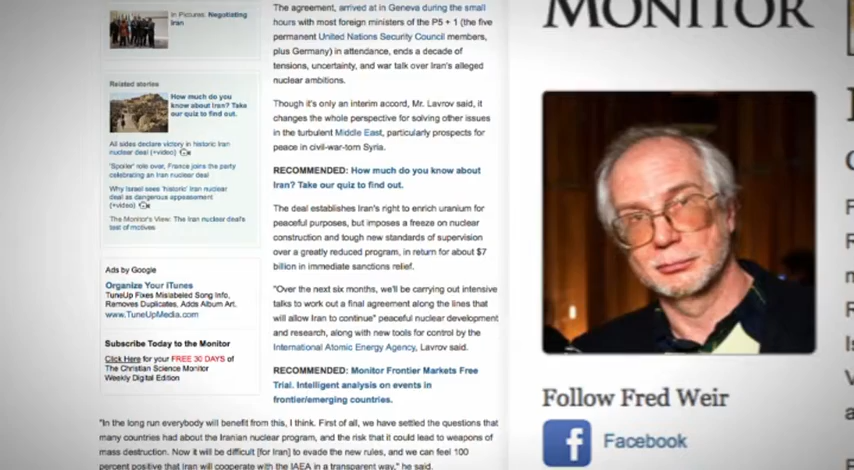 In Pictures: Negotiating
Iran
Related stories
How much do you
know about Iran? Take
our quiz to find out.
All sides declare victory in historic Iran
nuclear deal (+video)
'Spoiler' role over, France joins the party
celebrating an Iran nuclear deal
Why Israel sees 'historic' Iran nuclear
deal as dangerous appeasement
(+video)
The Monitor's View: The Iran nuclear deal's
test of motives
Ads by Google
Organize Your iTunes
TuneUp Fixes Mislabeled Song Info,
Removes Duplicates, Adds Album Art.
www.TuneUpMedia.com
Subscribe Today to the Monitor
Click Here for your FREE 30 DAYS of
The Christian Science Monitor
Weekly Digital Edition
The agreement, arrived at in Geneva during the small
hours with most foreign ministers of the P5 + 1 (the five
permanent United Nations Security Council members,
plus Germany) in attendance, ends a decade of
tensions, uncertainty, and war talk over Iran's alleged
nuclear ambitions.
Though it's only an interim accord, Mr. Lavrov said, it
changes the whole perspective for solving other issues
in the turbulent Middle East, particularly prospects for
peace in civil-war-torn Syria.
RECOMMENDED: How much do you know about
Iran? Take our quiz to find out.
The deal establishes Iran's right to enrich uranium for
peaceful purposes, but imposes a freeze on nuclear
construction and tough new standards of supervision
over a greatly reduced program, in return for about $7
billion in immediate sanctions relief.
"Over the next six months, we'll be carrying out intensive
talks to work out a final agreement along the lines that
will allow Iran to continue" peaceful nuclear development
and research, along with new tools for control by the
International Atomic Energy Agency, Lavrov said.
RECOMMENDED: Monitor Frontier Markets Free
Trial. Intelligent analysis on events in
frontier/emerging countries.
"In the long run everybody will benefit from this, I think. First of all, we have settled the questions that
many countries had about the Iranian nuclear program, and the risk that it could lead to weapons of
mass destruction. Now it will be difficult [for Iran] to evade the new rules, and we can feel 100
percent positive that Iran will cooperate with the IAEA in a transparent way," he said.
MONITOR
Follow Fred Weir
f Facebook